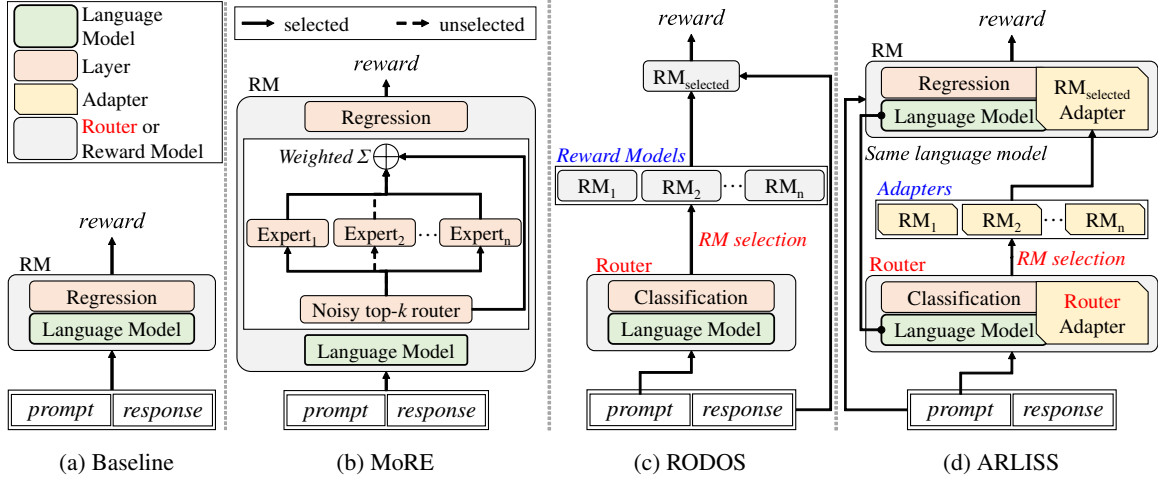 Language
Model
Layer
Adapter
Router or
Reward Model
reward
RM
Regression
Language Model
prompt response
(a) Baseline
selected unselected
reward
RM
Regression
Weighted Σ
Expert1 Expert2 ... Expertn
Noisy top-k router
Language Model
prompt response
(b) MoRE
reward
RMselected
Reward Models
RM1 RM2 ... RMn
RM selection
Router
Classification
Language Model
prompt response
(c) RODOS
reward
RM
Regression
Language Model
RMselected
Adapter
Same language model
Adapters
RM1 RM2 ... RMn
RM selection
Router
Classification
Language Model
Router
Adapter
prompt response
(d) ARLISS